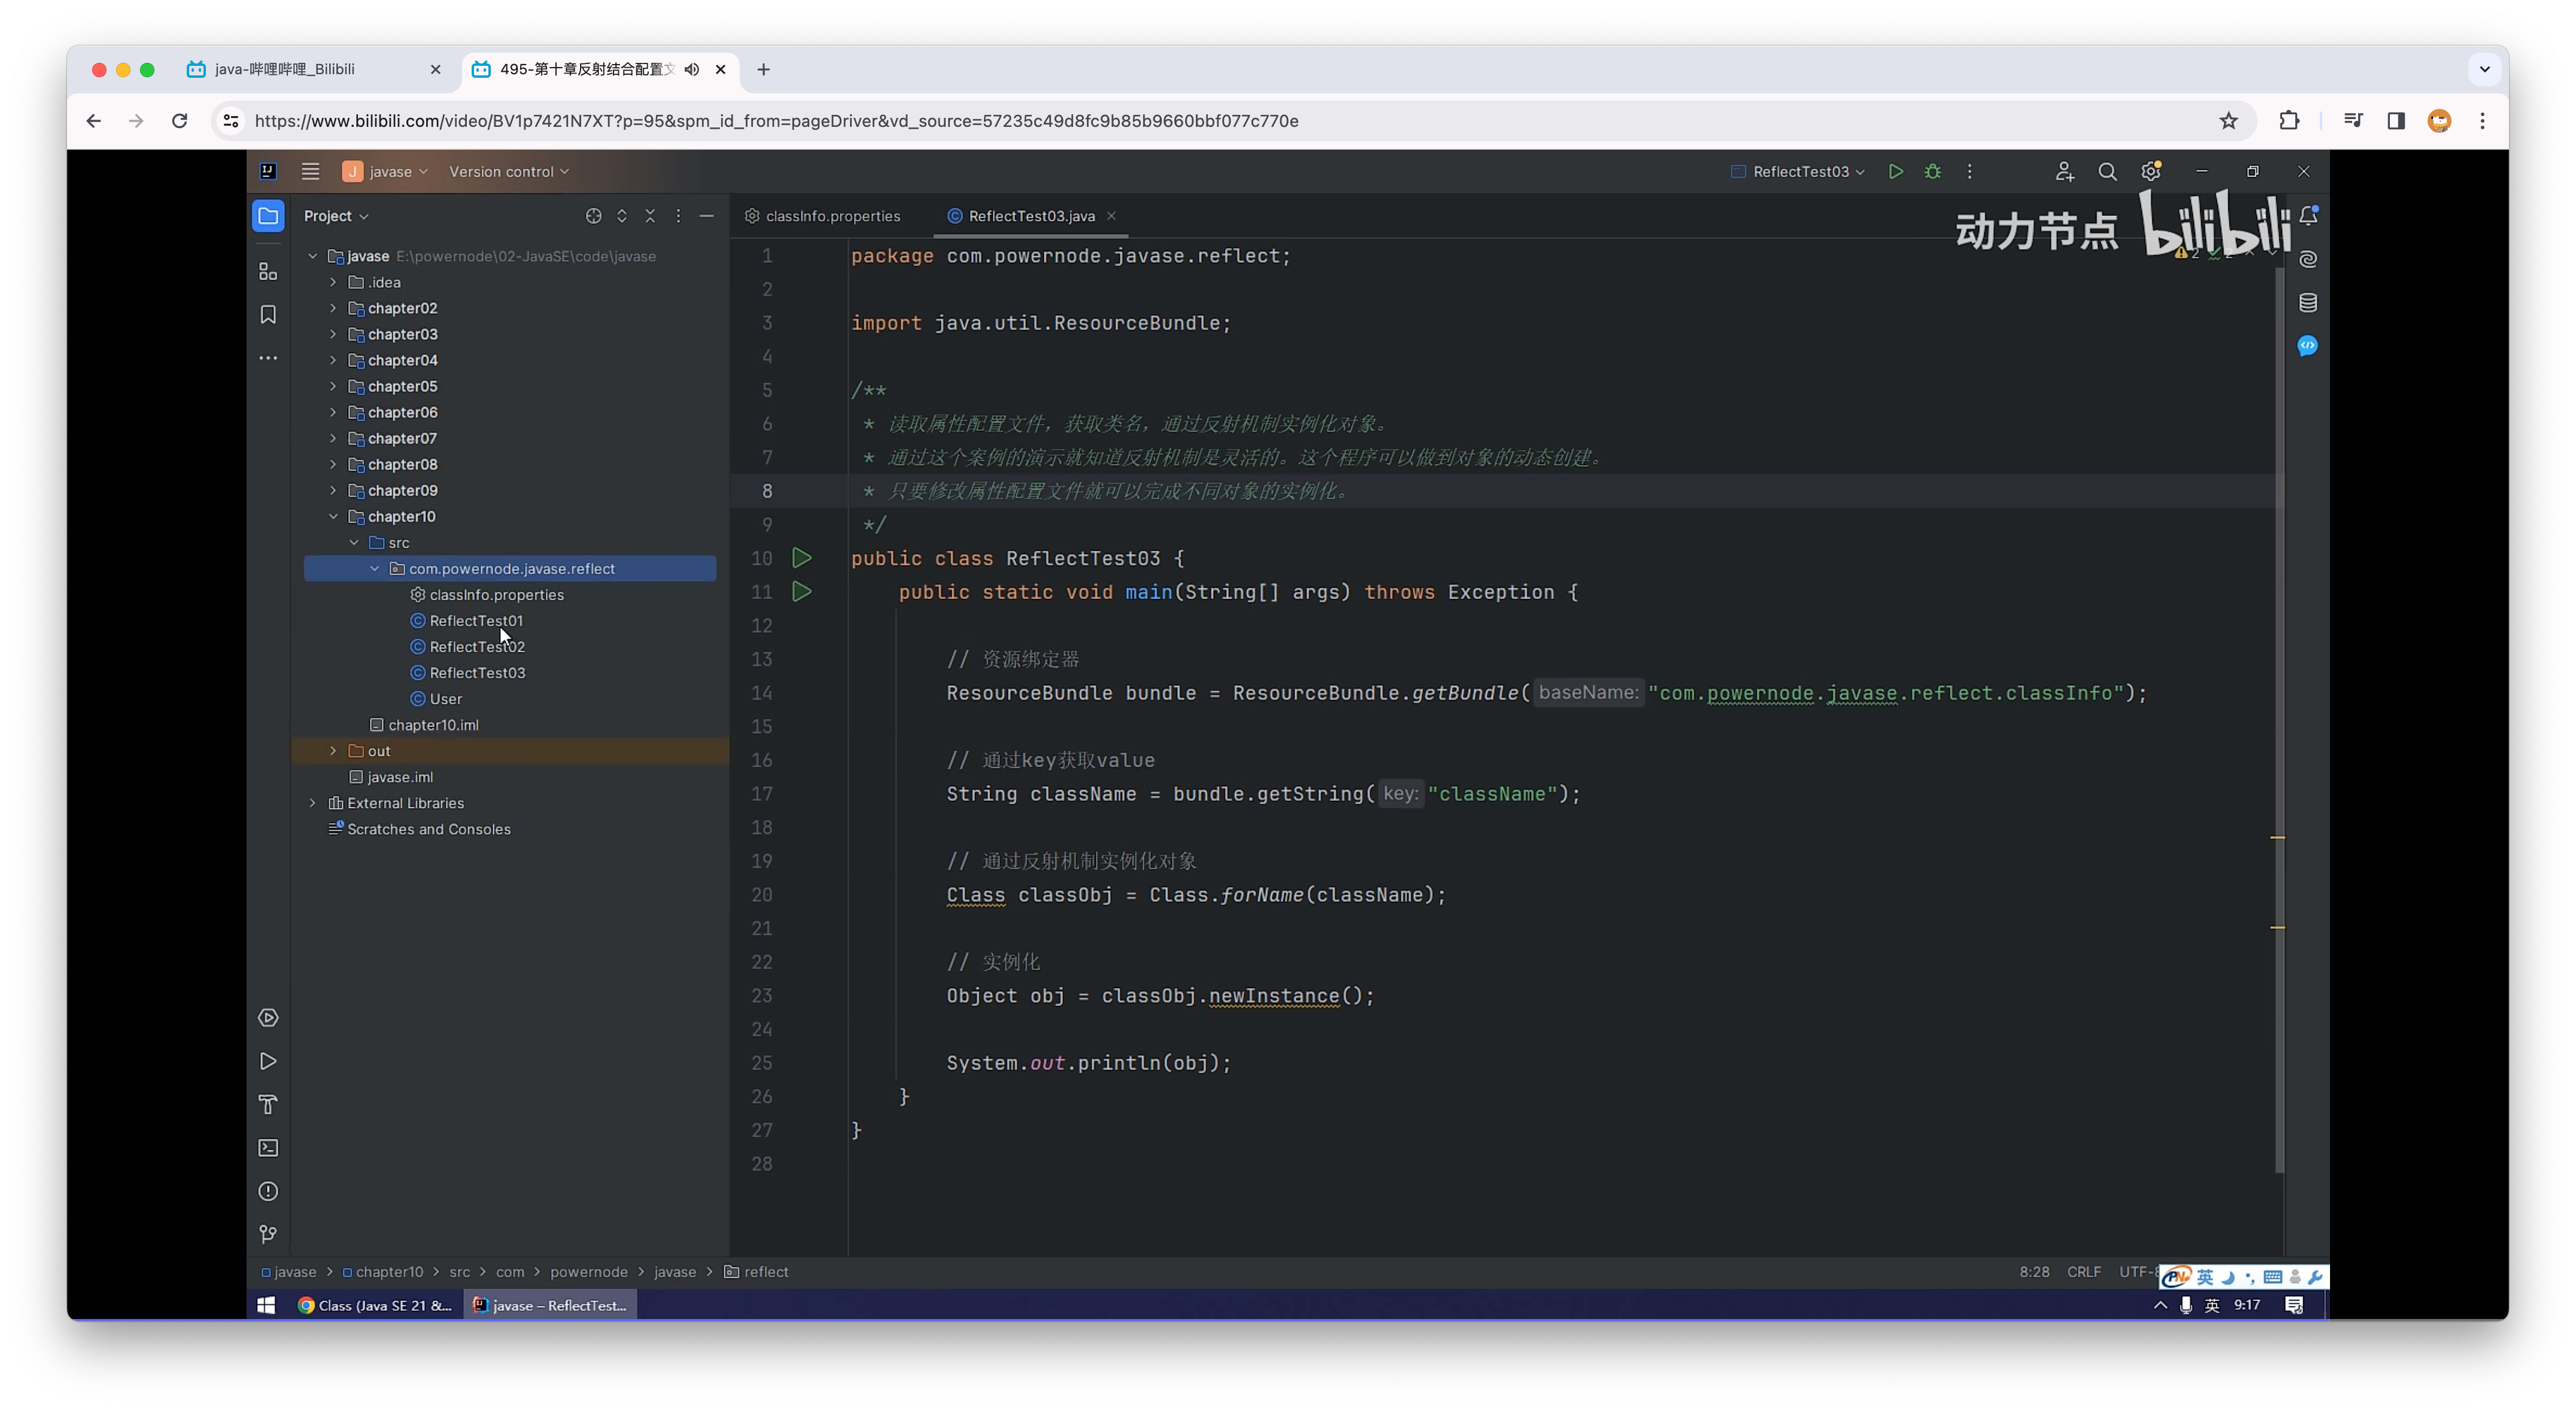 java-哔哩哔哩_Bilibili
495-第十章反射结合配置文
https://www.bilibili.com/video/BV1p7421N7XT?p=95&spm_id_from=pageDriver&vd_source=57235c49d8fc9b85b9660bbf077c770e
J javase Version control ReflectTest03
Project
classInfo.properties ReflectTest03.java
动力节点 bilibili
javase E:\powernode\02-JavaSE\code\javase
.idea
chapter02
chapter03
chapter04
chapter05
chapter06
chapter07
chapter08
chapter09
chapter10
src
com.powernode.javase.reflect
classInfo.properties
ReflectTest01
ReflectTest02
ReflectTest03
User
chapter10.iml
out
javase.iml
External Libraries
Scratches and Consoles
1 package com.powernode.javase.reflect;
2
3 import java.util.ResourceBundle;
4
5 /**
6 * 读取属性配置文件，获取类名，通过反射机制实例化对象。
7 * 通过这个案例的演示就知道反射机制是灵活的。这个程序可以做到对象的动态创建。
8 * 只要修改属性配置文件就可以完成不同对象的实例化。
9 */
10 public class ReflectTest03 {
11 public static void main(String[] args) throws Exception {
12
13 // 资源绑定器
14 ResourceBundle bundle = ResourceBundle.getBundle( baseName: "com.powernode.javase.reflect.classInfo");
15
16 // 通过key获取value
17 String className = bundle.getString( key: "className");
18
19 // 通过反射机制实例化对象
20 Class classObj = Class.forName(className);
21
22 // 实例化
23 Object obj = classObj.newInstance();
24
25 System.out.println(obj);
26 }
27 }
28
javase > chapter10 > src > com > powernode > javase > reflect
8:28 CRLF UTF-
英
Class (Java SE 21 &...
javase – ReflectTest...
英 9:17